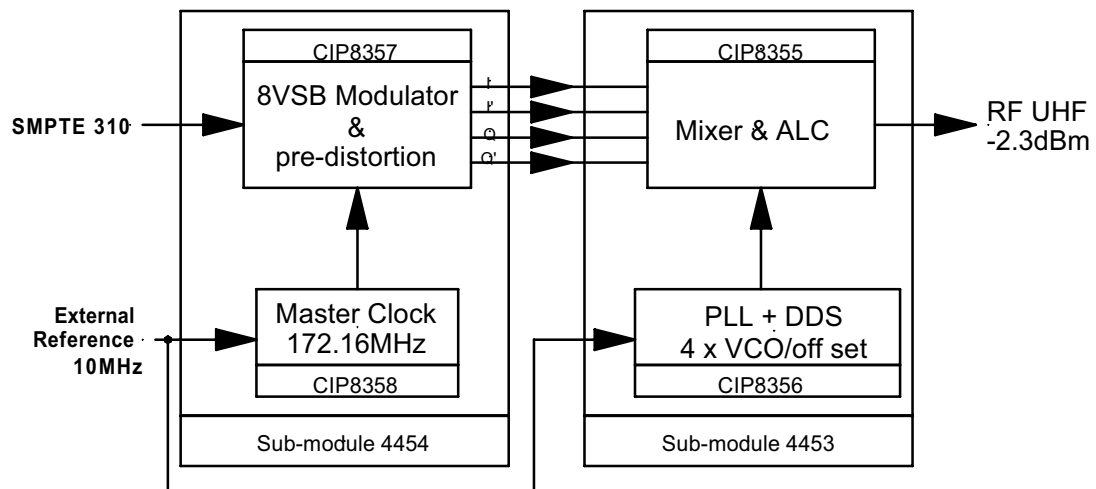 CIP8357
8VSB Modulator
&
pre-distortion
SMPTE 310
I
I'
Q
Q'
CIP8355
Mixer & ALC
RF UHF
-2.3dBm
External
Reference
10MHz
Master Clock
172.16MHz
CIP8358
PLL + DDS
4 x VCO/off set
CIP8356
Sub-module 4454
Sub-module 4453